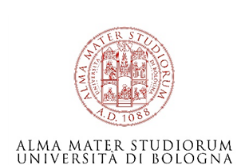 ALMA MATER STUDIORUM
A.D. 1088
ALMA MATER STUDIORUM
UNIVERSITÀ DI BOLOGNA